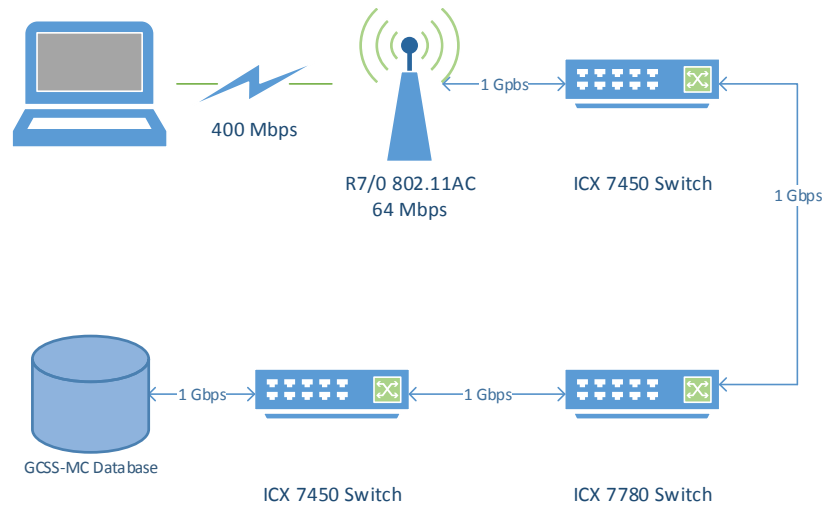 1 Gpbs
400 Mbps
R7/0 802.11AC
64 Mbps
ICX 7450 Switch
1 Gbps
1 Gbps
1 Gbps
GCSS-MC Database
ICX 7450 Switch
ICX 7780 Switch